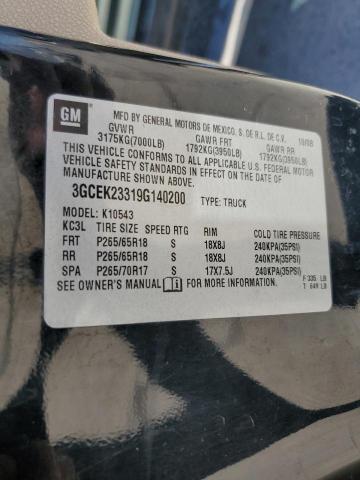 GM
MFD BY GENERAL MOTORS DE MEXICO, S. DE R.L. DE C.V. 10/08
GVWR GAWR FRT GAWR RR
3175KG(7000LB) 1792KG(3950LB) 1792KG(3950LB)
THIS VEHICLE CONFORMS TO ALL APPLICABLE U.S. FEDERAL MOTOR
VEHICLE SAFETY STANDARDS IN EFFECT ON THE DATE OF
MANUFACTURE SHOWN ABOVE.
3GCEK23319G140200 TYPE: TRUCK
MODEL: K10543
KC3L TIRE SIZE SPEED RTG RIM COLD TIRE PRESSURE
FRT P265/65R18 S 18X8J 240KPA(35PSI)
RR P265/65R18 S 18X8J 240KPA(35PSI)
SPA P265/70R17 S 17X7.5J 240KPA(35PSI)
SEE OWNER'S MANUAL FOR MORE INFORMATION.
F 335 LB
T 649 LB